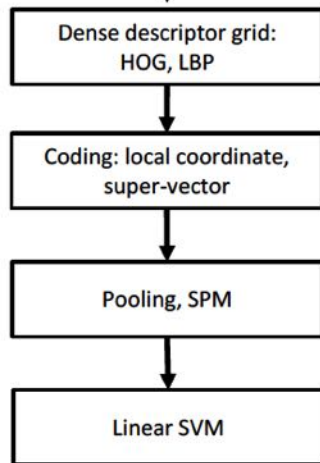 Dense descriptor grid:
HOG, LBP
Coding: local coordinate,
super-vector
Pooling, SPM
Linear SVM